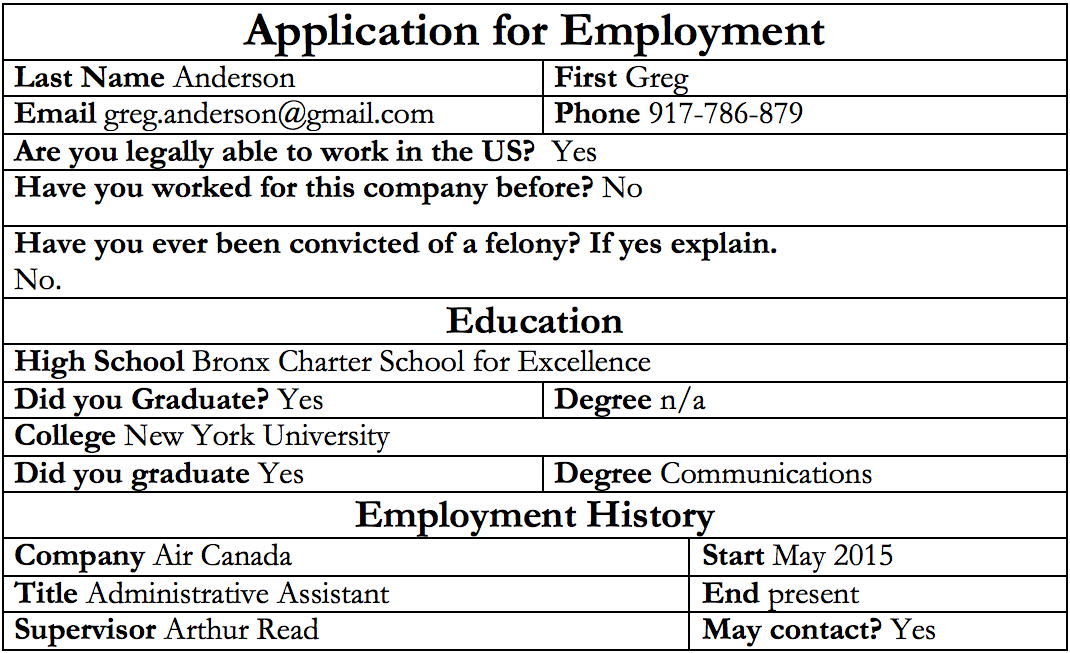 Application for Employment
Last Name Anderson First Greg
Email greg.anderson@gmail.com Phone 917-786-879
Are you legally able to work in the US? Yes
Have you worked for this company before? No
Have you ever been convicted of a felony? If yes explain.
No.
Education
High School Bronx Charter School for Excellence
Did you Graduate? Yes Degree n/a
College New York University
Did you graduate Yes Degree Communications
Employment History
Company Air Canada Start May 2015
Title Administrative Assistant End present
Supervisor Arthur Read May contact? Yes